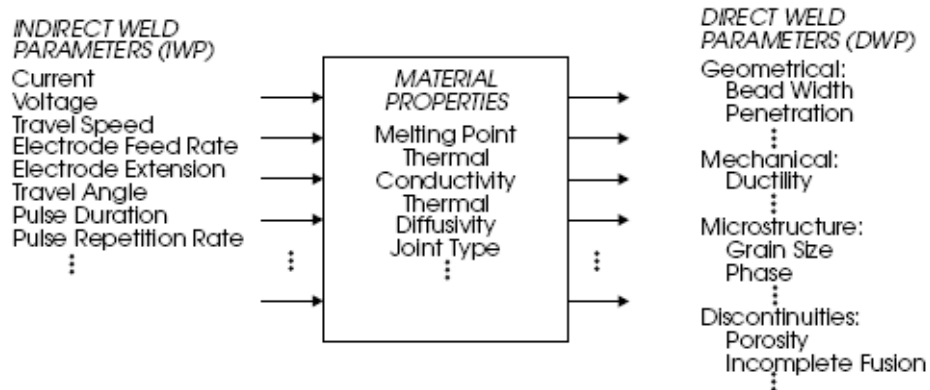 INDIRECT WELD
PARAMETERS (IWP)
Current
Voltage
Travel Speed
Electrode Feed Rate
Electrode Extension
Travel Angle
Pulse Duration
Pulse Repetition Rate
MATERIAL
PROPERTIES
Melting Point
Thermal
Conductivity
Thermal
Diffusivity
Joint Type
DIRECT WELD
PARAMETERS (DWP)
Geometrical:
Bead Width
Penetration
Mechanical:
Ductility
Microstructure:
Grain Size
Phase
Discontinuities:
Porosity
Incomplete Fusion